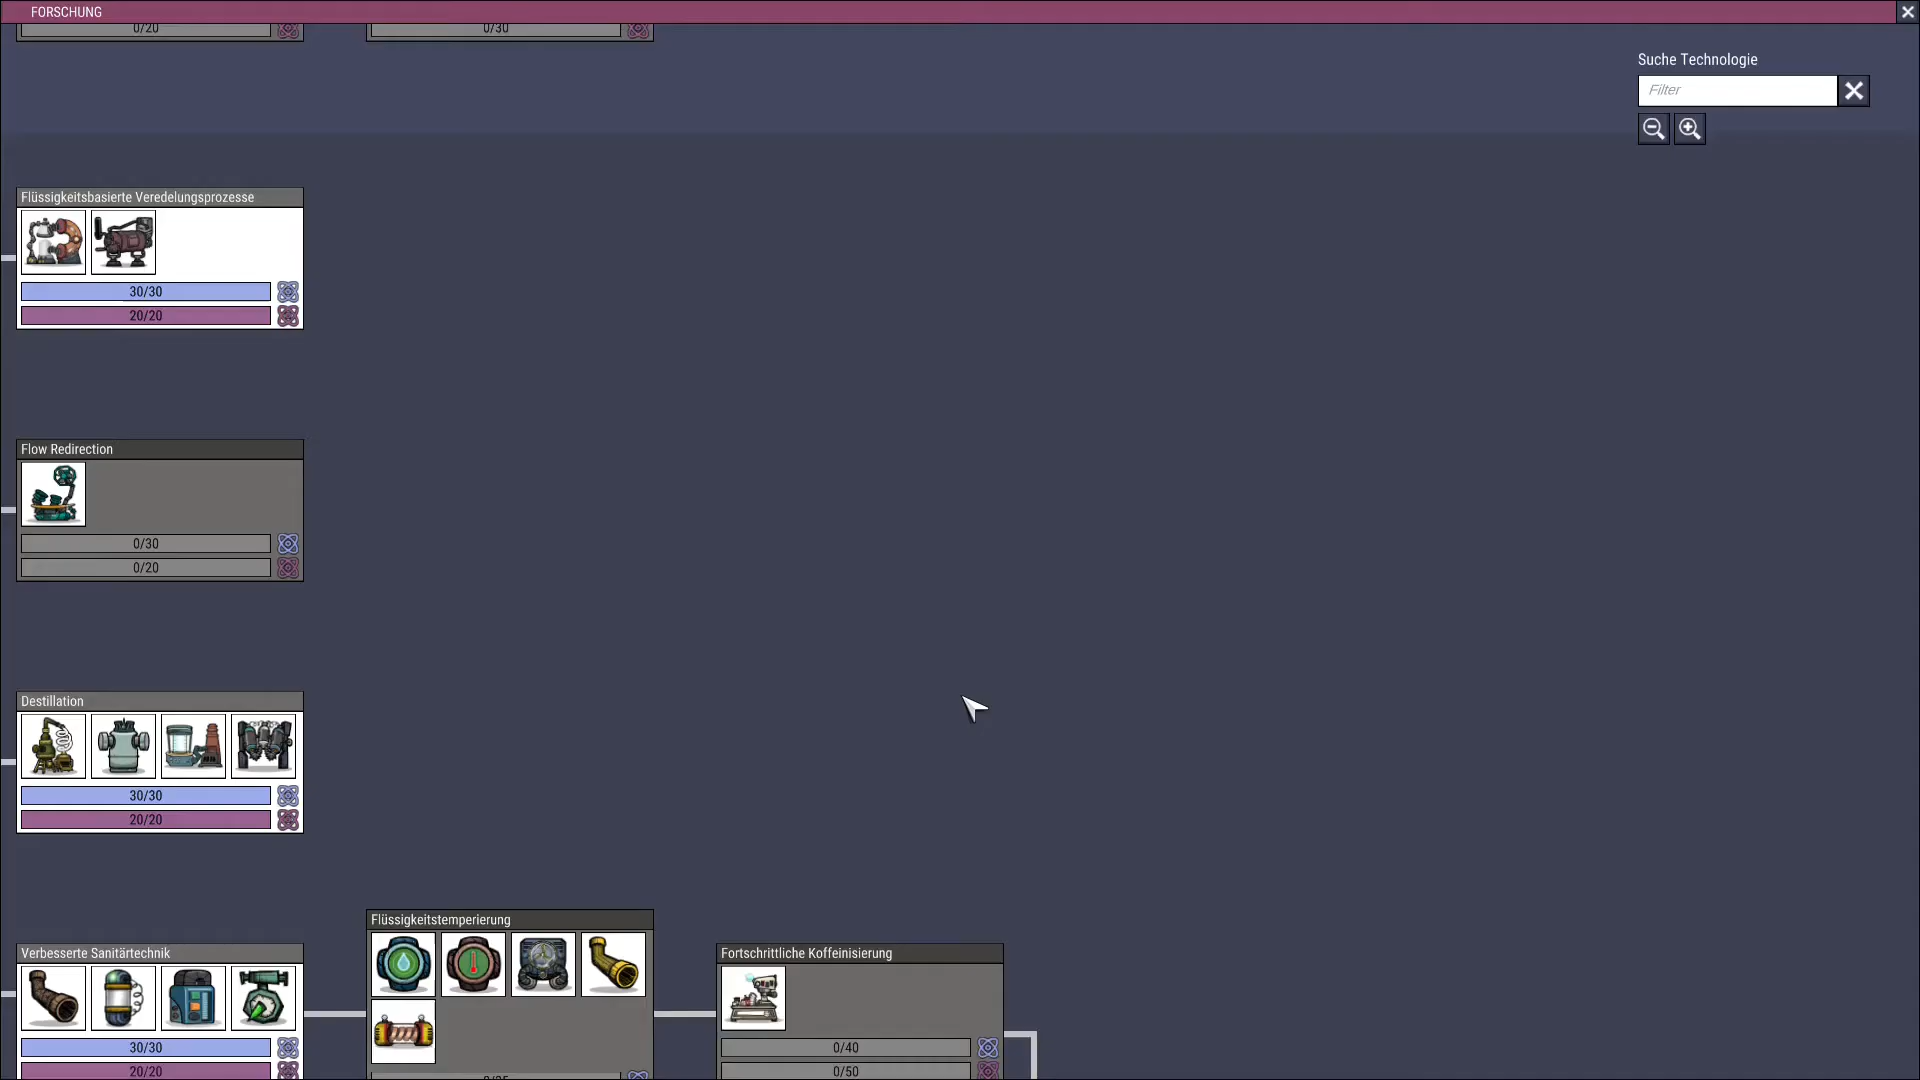 FORSCHUNG
0/20
0/30
Suche Technologie
Filter
Flüssigkeitsbasierte Veredelungsprozesse
30/30
20/20
Flow Redirection
0/30
0/20
Destillation
30/30
20/20
Flüssigkeitstemperierung
Verbesserte Sanitärtechnik
Fortschrittliche Koffeinisierung
30/30
0/40
20/20
0/50